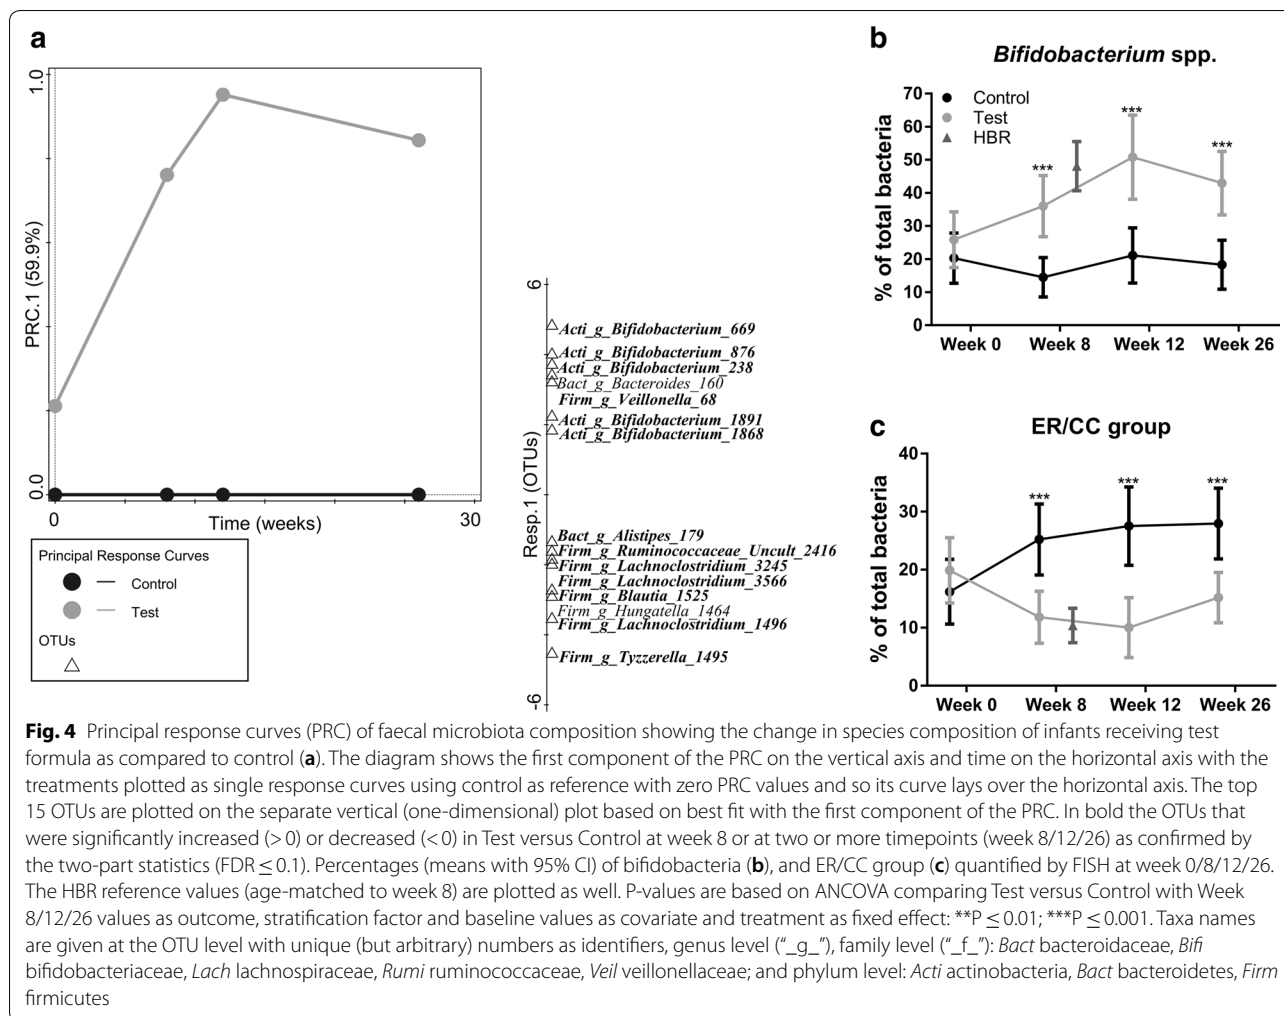 a
1.0
PRC.1 (59.9%)
0.0
0
Time (weeks)
30
Principal Response Curves
Control
Test
OTUs
6
Resp.1 (OTUs)
-6
Acti_g_Bifidobacterium_669
Acti_g_Bifidobacterium_876
Acti_g_Bifidobacterium_238
Bact_g_Bacteroides_160
Firm_g_Veillonella_68
Acti_g_Bifidobacterium_1891
Acti_g_Bifidobacterium_1868
Bact_g_Alistipes_179
Firm_g_Ruminococcaceae_Uncult_2416
Firm_g_Lachnoclostridium_3245
Firm_g_Lachnoclostridium_3566
Firm_g_Blautia_1525
Firm_g_Hungatella_1464
Firm_g_Lachnoclostridium_1496
Firm_g_Tyzzerella_1495
b
Bifidobacterium spp.
% of total bacteria
70
60
50
40
30
20
10
0
Control
Test
HBR
***
***
***
Week 0 Week 8 Week 12 Week 26
c
ER/CC group
% of total bacteria
40
30
20
10
0
***
***
***
Week 0 Week 8 Week 12 Week 26
Fig. 4 Principal response curves (PRC) of faecal microbiota composition showing the change in species composition of infants receiving test
formula as compared to control (a). The diagram shows the first component of the PRC on the vertical axis and time on the horizontal axis with the
treatments plotted as single response curves using control as reference with zero PRC values and so its curve lays over the horizontal axis. The top
15 OTUs are plotted on the separate vertical (one-dimensional) plot based on best fit with the first component of the PRC. In bold the OTUs that
were significantly increased (> 0) or decreased (< 0) in Test versus Control at week 8 or at two or more timepoints (week 8/12/26) as confirmed by
the two-part statistics (FDR ≤ 0.1). Percentages (means with 95% CI) of bifidobacteria (b), and ER/CC group (c) quantified by FISH at week 0/8/12/26.
The HBR reference values (age-matched to week 8) are plotted as well. P-values are based on ANCOVA comparing Test versus Control with Week
8/12/26 values as outcome, stratification factor and baseline values as covariate and treatment as fixed effect: **P ≤ 0.01; ***P ≤ 0.001. Taxa names
are given at the OTU level with unique (but arbitrary) numbers as identifiers, genus level (“_g_”), family level (“_f_”): Bact bacteroidaceae, Bifi
bifidobacteriaceae, Lach lachnospiraceae, Rumi ruminococcaceae, Veil veillonellaceae; and phylum level: Acti actinobacteria, Bact bacteroidetes, Firm
firmicutes